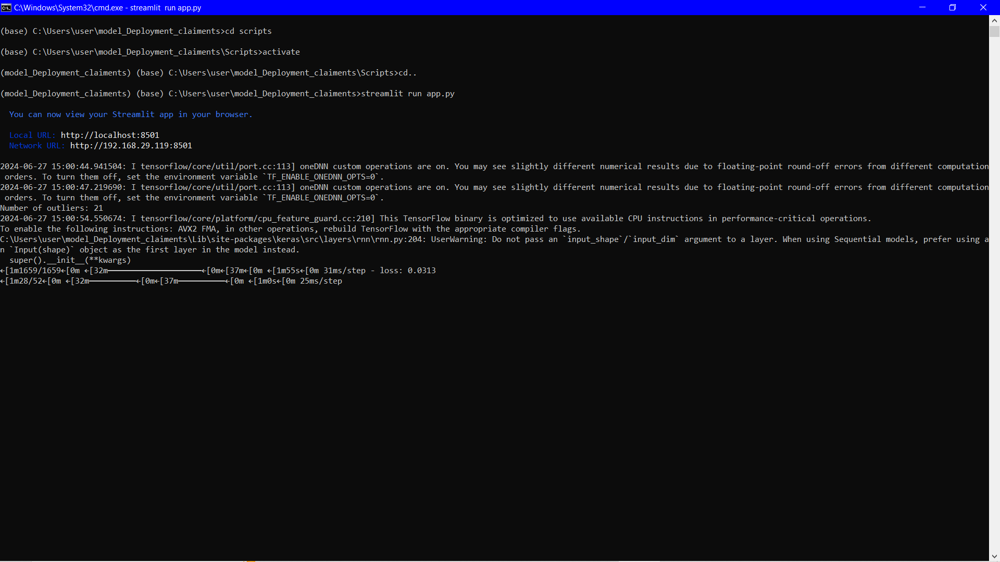 C:\Windows\System32\cmd.exe - streamlit  run app.py
(base) C:\Users\user\model_Deployment_claiments>cd scripts
(base) C:\Users\user\model_Deployment_claiments\Scripts>activate
(model_Deployment_claiments) (base) C:\Users\user\model_Deployment_claiments\Scripts>cd..
(model_Deployment_claiments) (base) C:\Users\user\model_Deployment_claiments>streamlit run app.py
You can now view your Streamlit app in your browser.
Local URL: http://localhost:8501
Network URL: http://192.168.29.119:8501
2024-06-27 15:00:44.941504: I tensorflow/core/util/port.cc:113] oneDNN custom operations are on. You may see slightly different numerical results due to floating-point round-off errors from different computation
orders. To turn them off, set the environment variable `TF_ENABLE_ONEDNN_OPTS=0`.
2024-06-27 15:00:47.219690: I tensorflow/core/util/port.cc:113] oneDNN custom operations are on. You may see slightly different numerical results due to floating-point round-off errors from different computation
orders. To turn them off, set the environment variable `TF_ENABLE_ONEDNN_OPTS=0`.
Number of outliers: 21
2024-06-27 15:00:54.550674: I tensorflow/core/platform/cpu_feature_guard.cc:210] This TensorFlow binary is optimized to use available CPU instructions in performance-critical operations.
To enable the following instructions: AVX2 FMA, in other operations, rebuild TensorFlow with the appropriate compiler flags.
C:\Users\user\model_Deployment_claiments\Lib\site-packages\keras\src\layers\rnn\rnn.py:204: UserWarning: Do not pass an `input_shape`/`input_dim` argument to a layer. When using Sequential models, prefer using a
n `Input(shape)` object as the first layer in the model instead.
super().__init__(**kwargs)
←[1m1659/1659←[0m ←[32m━━━━━━━━━━━━━━━━━━━━←[0m←[37m←[0m ←[1m55s←[0m 31ms/step - loss: 0.0313
←[1m28/52←[0m ←[32m━━━━━━━━━━←[0m←[37m━━━━━━━━━━←[0m ←[1m0s←[0m 25ms/step